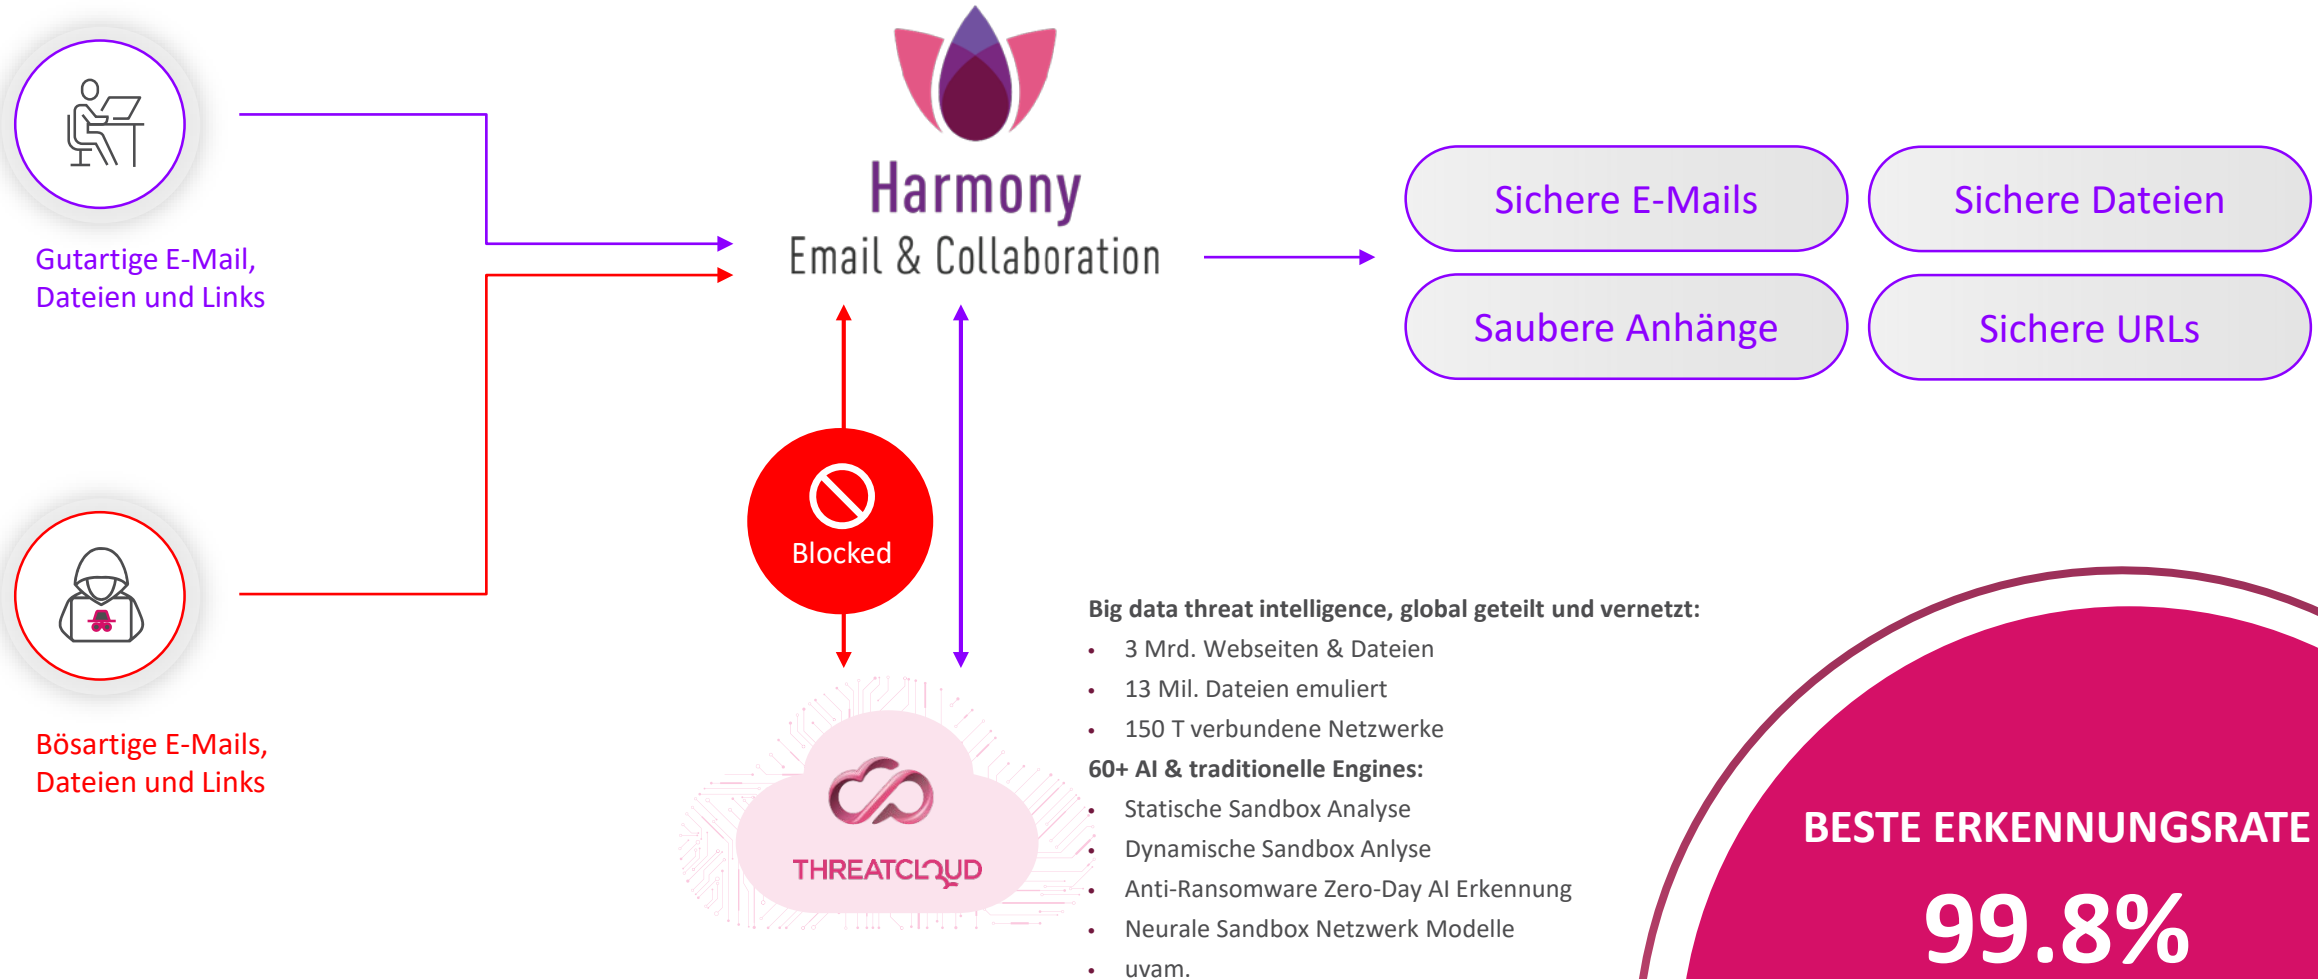 Gutartige E-Mail,
Dateien und Links
Bösartige E-Mails,
Dateien und Links
Harmony
Email & Collaboration
Blocked
THREATCLOUD
Sichere E-Mails
Sichere Dateien
Saubere Anhänge
Sichere URLs
Big data threat intelligence, global geteilt und vernetzt:
• 3 Mrd. Webseiten & Dateien
• 13 Mil. Dateien emuliert
• 150 T verbundene Netzwerke
60+ AI & traditionelle Engines:
• Statische Sandbox Analyse
• Dynamische Sandbox Anlyse
• Anti-Ransomware Zero-Day AI Erkennung
• Neurale Sandbox Netzwerk Modelle
• uvam.
BESTE ERKENNUNGSRATE
99.8%